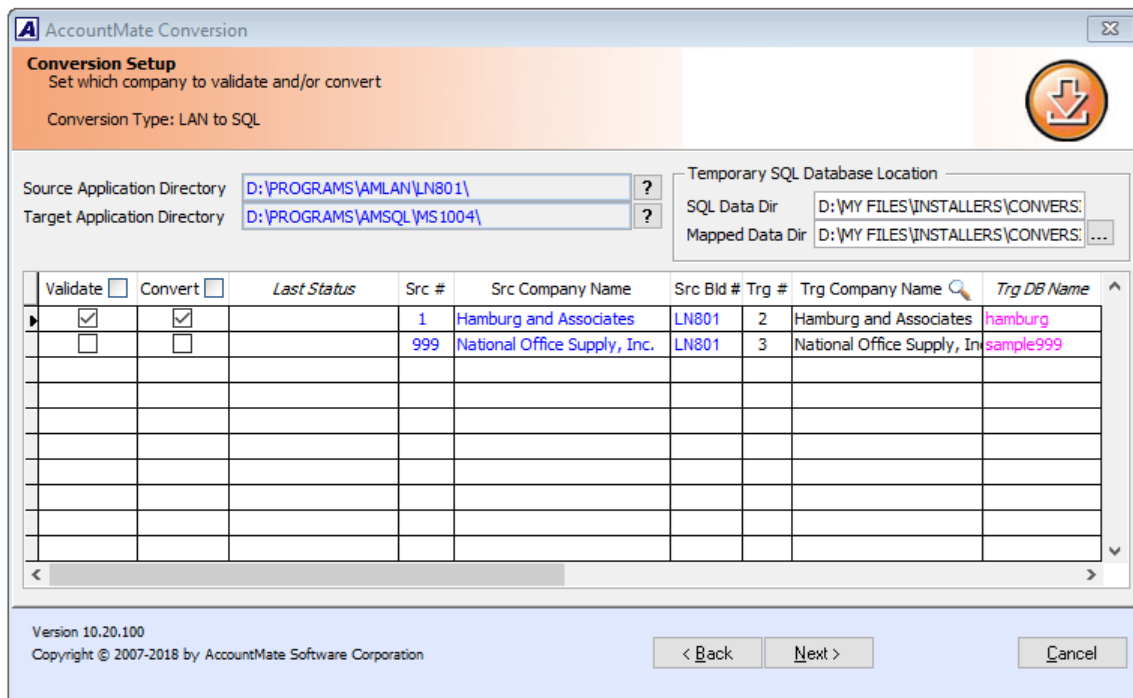 AccountMate Conversion
Conversion Setup
Set which company to validate and/or convert
Conversion Type: LAN to SQL
Source Application Directory D:\PROGRAMS\AMLAN\LN801\ ?
Target Application Directory D:\PROGRAMS\AMSQL\MS1004\ ?
Temporary SQL Database Location
SQL Data Dir D:\MY FILES\INSTALLERS\CONVERSI
Mapped Data Dir D:\MY FILES\INSTALLERS\CONVERS: ...
Validate Convert Last Status Src # Src Company Name Src Bld # Trg # Trg Company Name Trg DB Name
1 Hamburg and Associates LN801 2 Hamburg and Associates hamburg
999 National Office Supply, Inc. LN801 3 National Office Supply, In sample999
Version 10.20.100
Copyright © 2007-2018 by AccountMate Software Corporation
< Back Next > Cancel